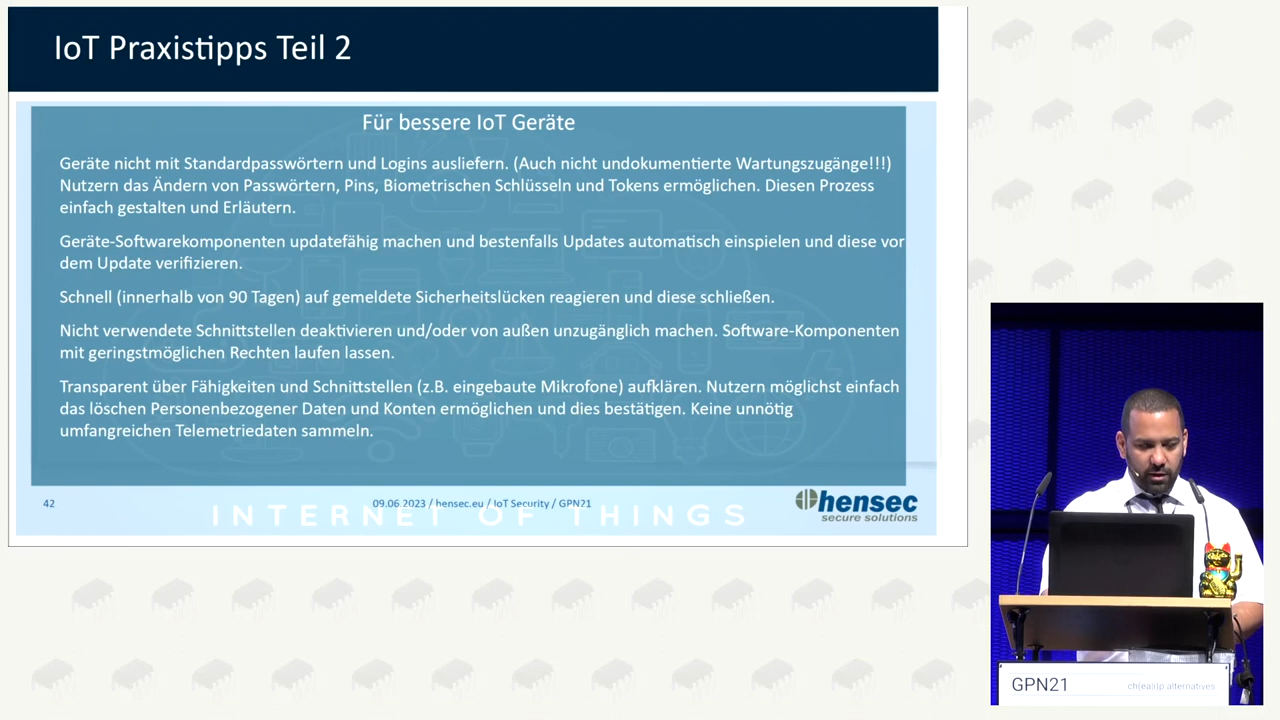 IoT Praxistipps Teil 2
Für bessere IoT Geräte
Geräte nicht mit Standardpasswörtern und Logins ausliefern. (Auch nicht undokumentierte Wartungszugänge!!!)
Nutzern das Ändern von Passwörtern, Pins, Biometrischen Schlüsseln und Tokens ermöglichen. Diesen Prozess
einfach gestalten und Erläutern.
Geräte-Softwarekomponenten updatefähig machen und bestenfalls Updates automatisch einspielen und diese vor
dem Update verifizieren.
Schnell (innerhalb von 90 Tagen) auf gemeldete Sicherheitslücken reagieren und diese schließen.
Nicht verwendete Schnittstellen deaktivieren und/oder von außen unzugänglich machen. Software-Komponenten
mit geringstmöglichen Rechten laufen lassen.
Transparent über Fähigkeiten und Schnittstellen (z.B. eingebaute Mikrofone) aufklären. Nutzern möglichst einfach
das löschen Personenbezogener Daten und Konten ermöglichen und dies bestätigen. Keine unnötig
umfangreichen Telemetriedaten sammeln.
42
09.06.2023 / hensec.eu / IoT Security / GPN21
INTERNET OF THINGS
hensec
secure solutions
GPN21
ch(ea)ip alternatives